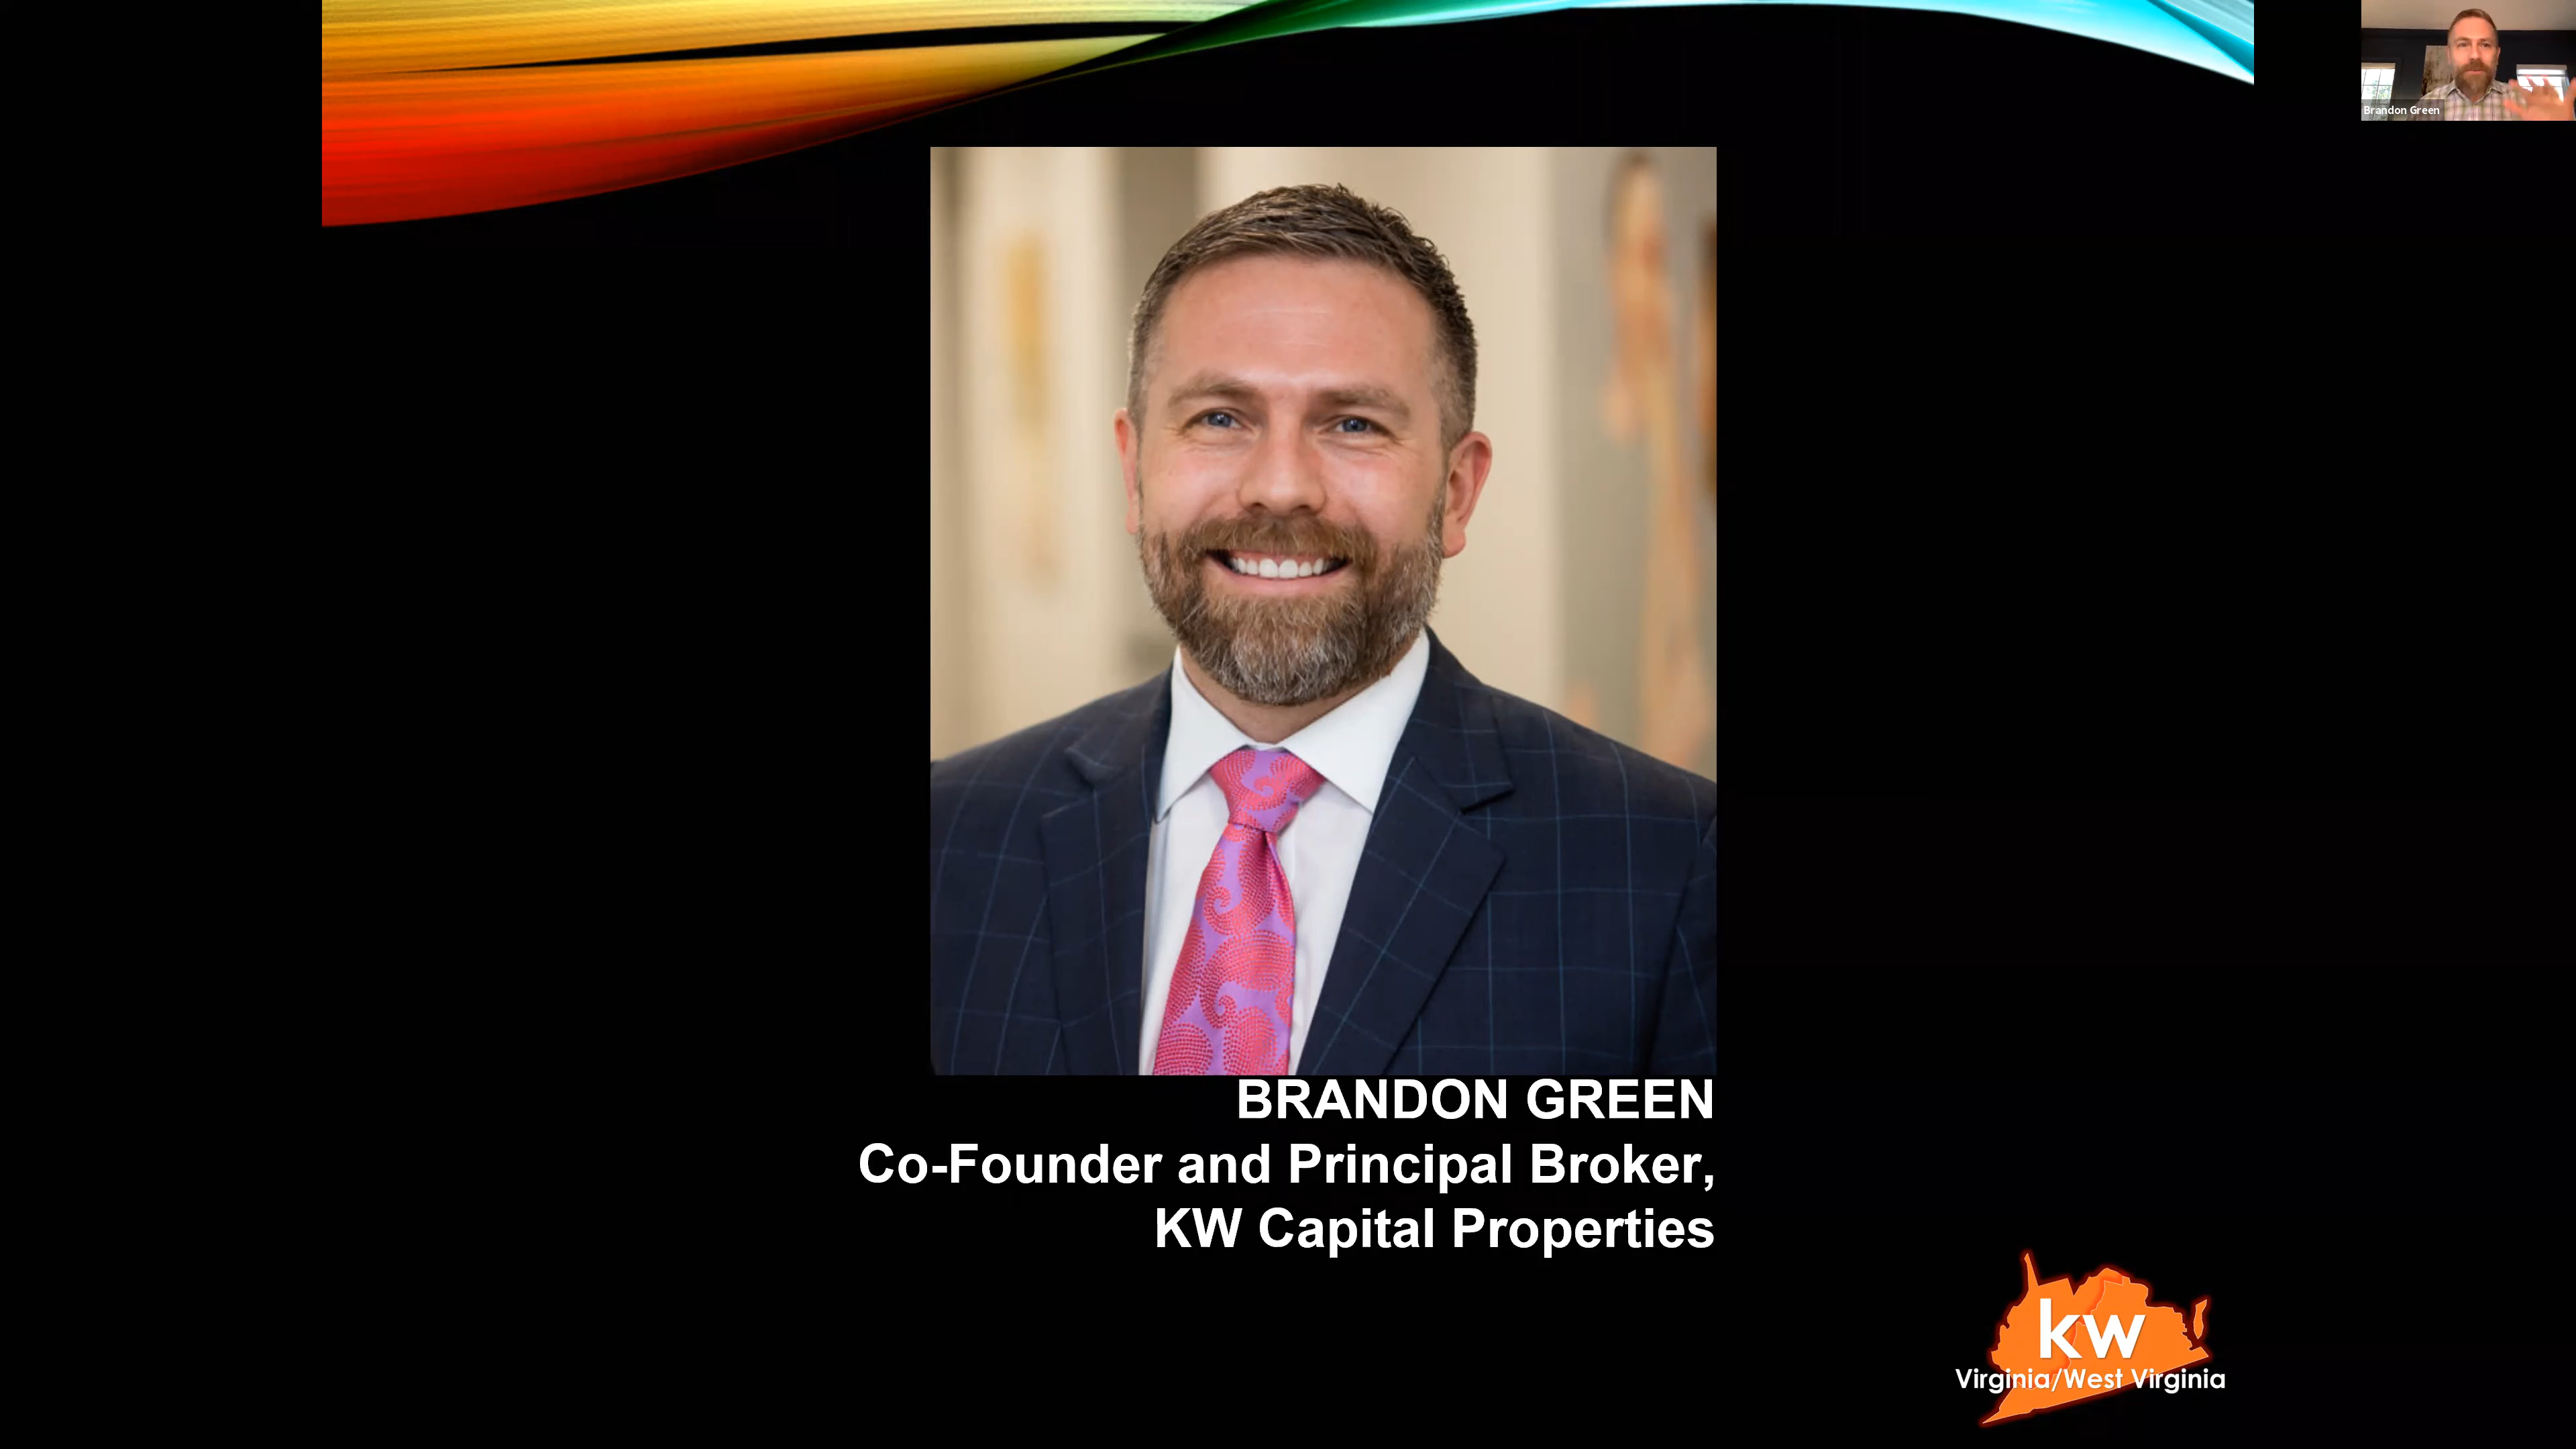 Brandon Green
BRANDON GREEN
Co-Founder and Principal Broker,
KW Capital Properties
kw
Virginia/West Virginia